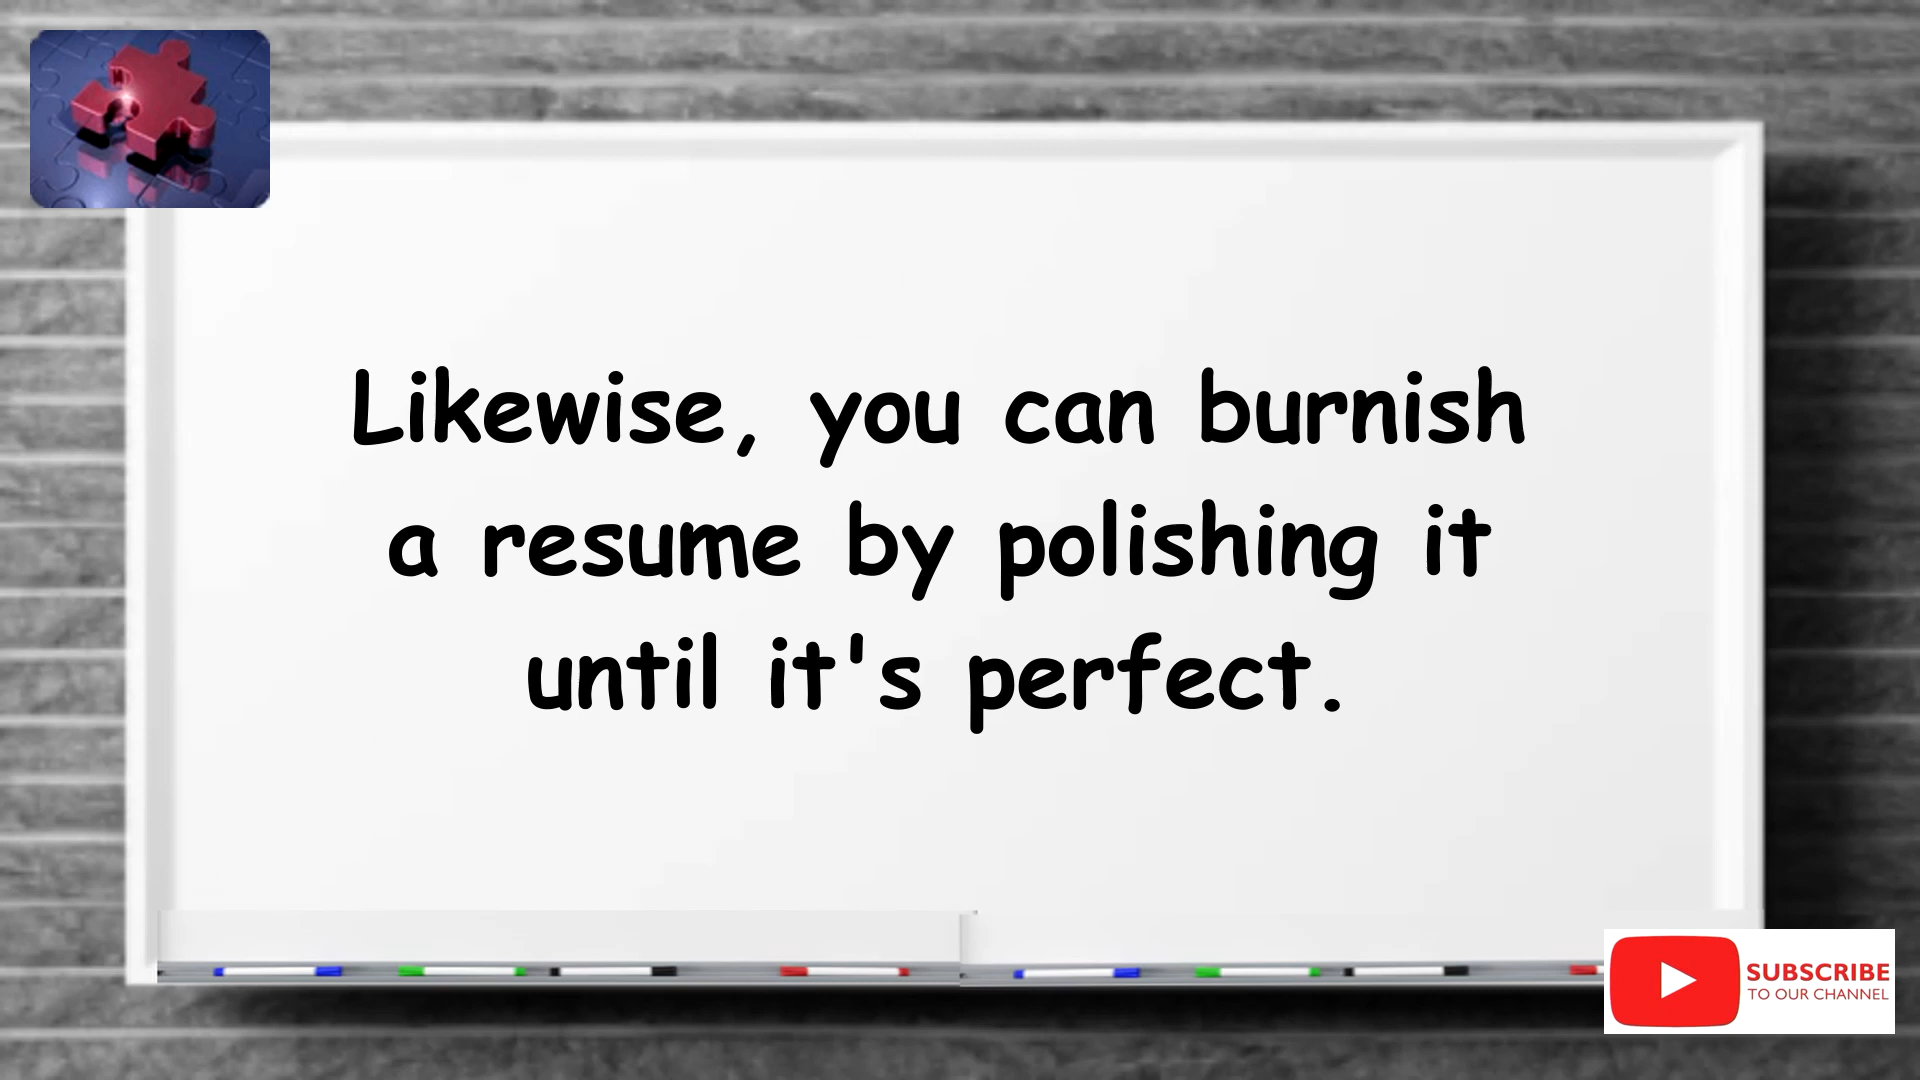 Likewise, you can burnish
a resume by polishing it
until it's perfect.
SUBSCRIBE
TO OUR CHANNEL